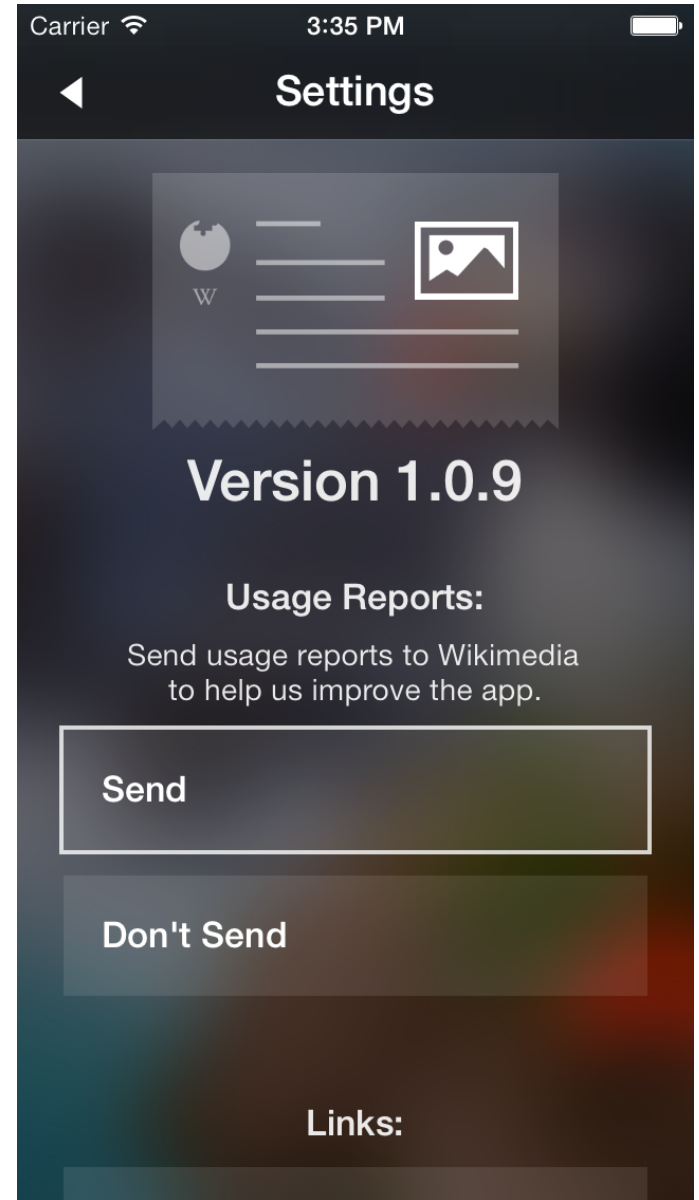 Carrier 3:35 PM
Settings
W
Version 1.0.9
Usage Reports:
Send usage reports to Wikimedia
to help us improve the app.
Send
Don't Send
Links: